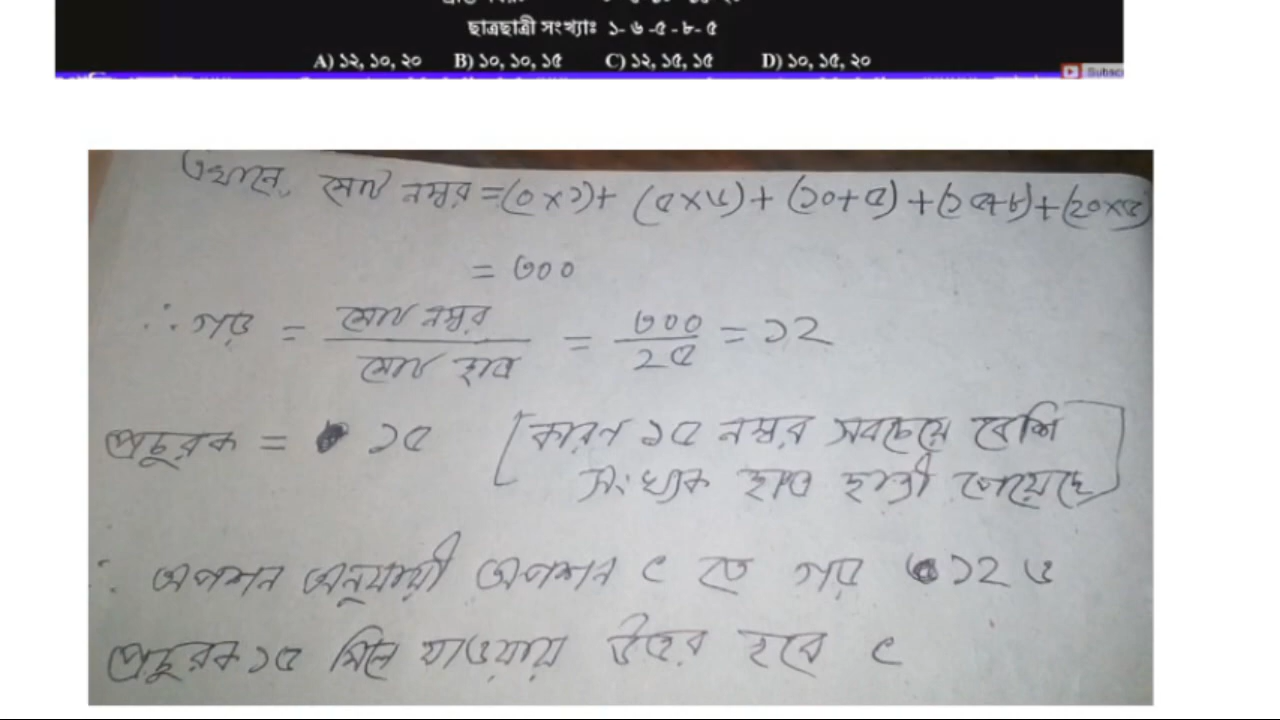 ছাত্রছাত্রী সংখ্যাঃ ১- ৬ -৫ - ৮- ৫
A) ১২, ১০, ২০ B) ১০, ১০, ১৫ C) ১২, ১৫, ১৫ D) ১০, ১৫, ২০
Subsc
এখানে, মোট নম্বর = (০ × ১) + (৫ × ৬) + (১০ + ৫) + (১৫ + ৮) + (২০ × ৫)
= ৩০০
∴ গড় = মোট নম্বর / মোট ছাত্র = ৩০০ / ২৫ = ১২
প্রচুরক = ১৫ [কারণ ১৫ নম্বর সবচেয়ে বেশি
সংখ্যক ছাত্র ছাত্রী পেয়েছে]
∴ অপশন অনুযায়ী অপশন C তে গড় ১২ ও
প্রচুরক ১৫ মিলে যাওয়ায় উত্তর হবে C